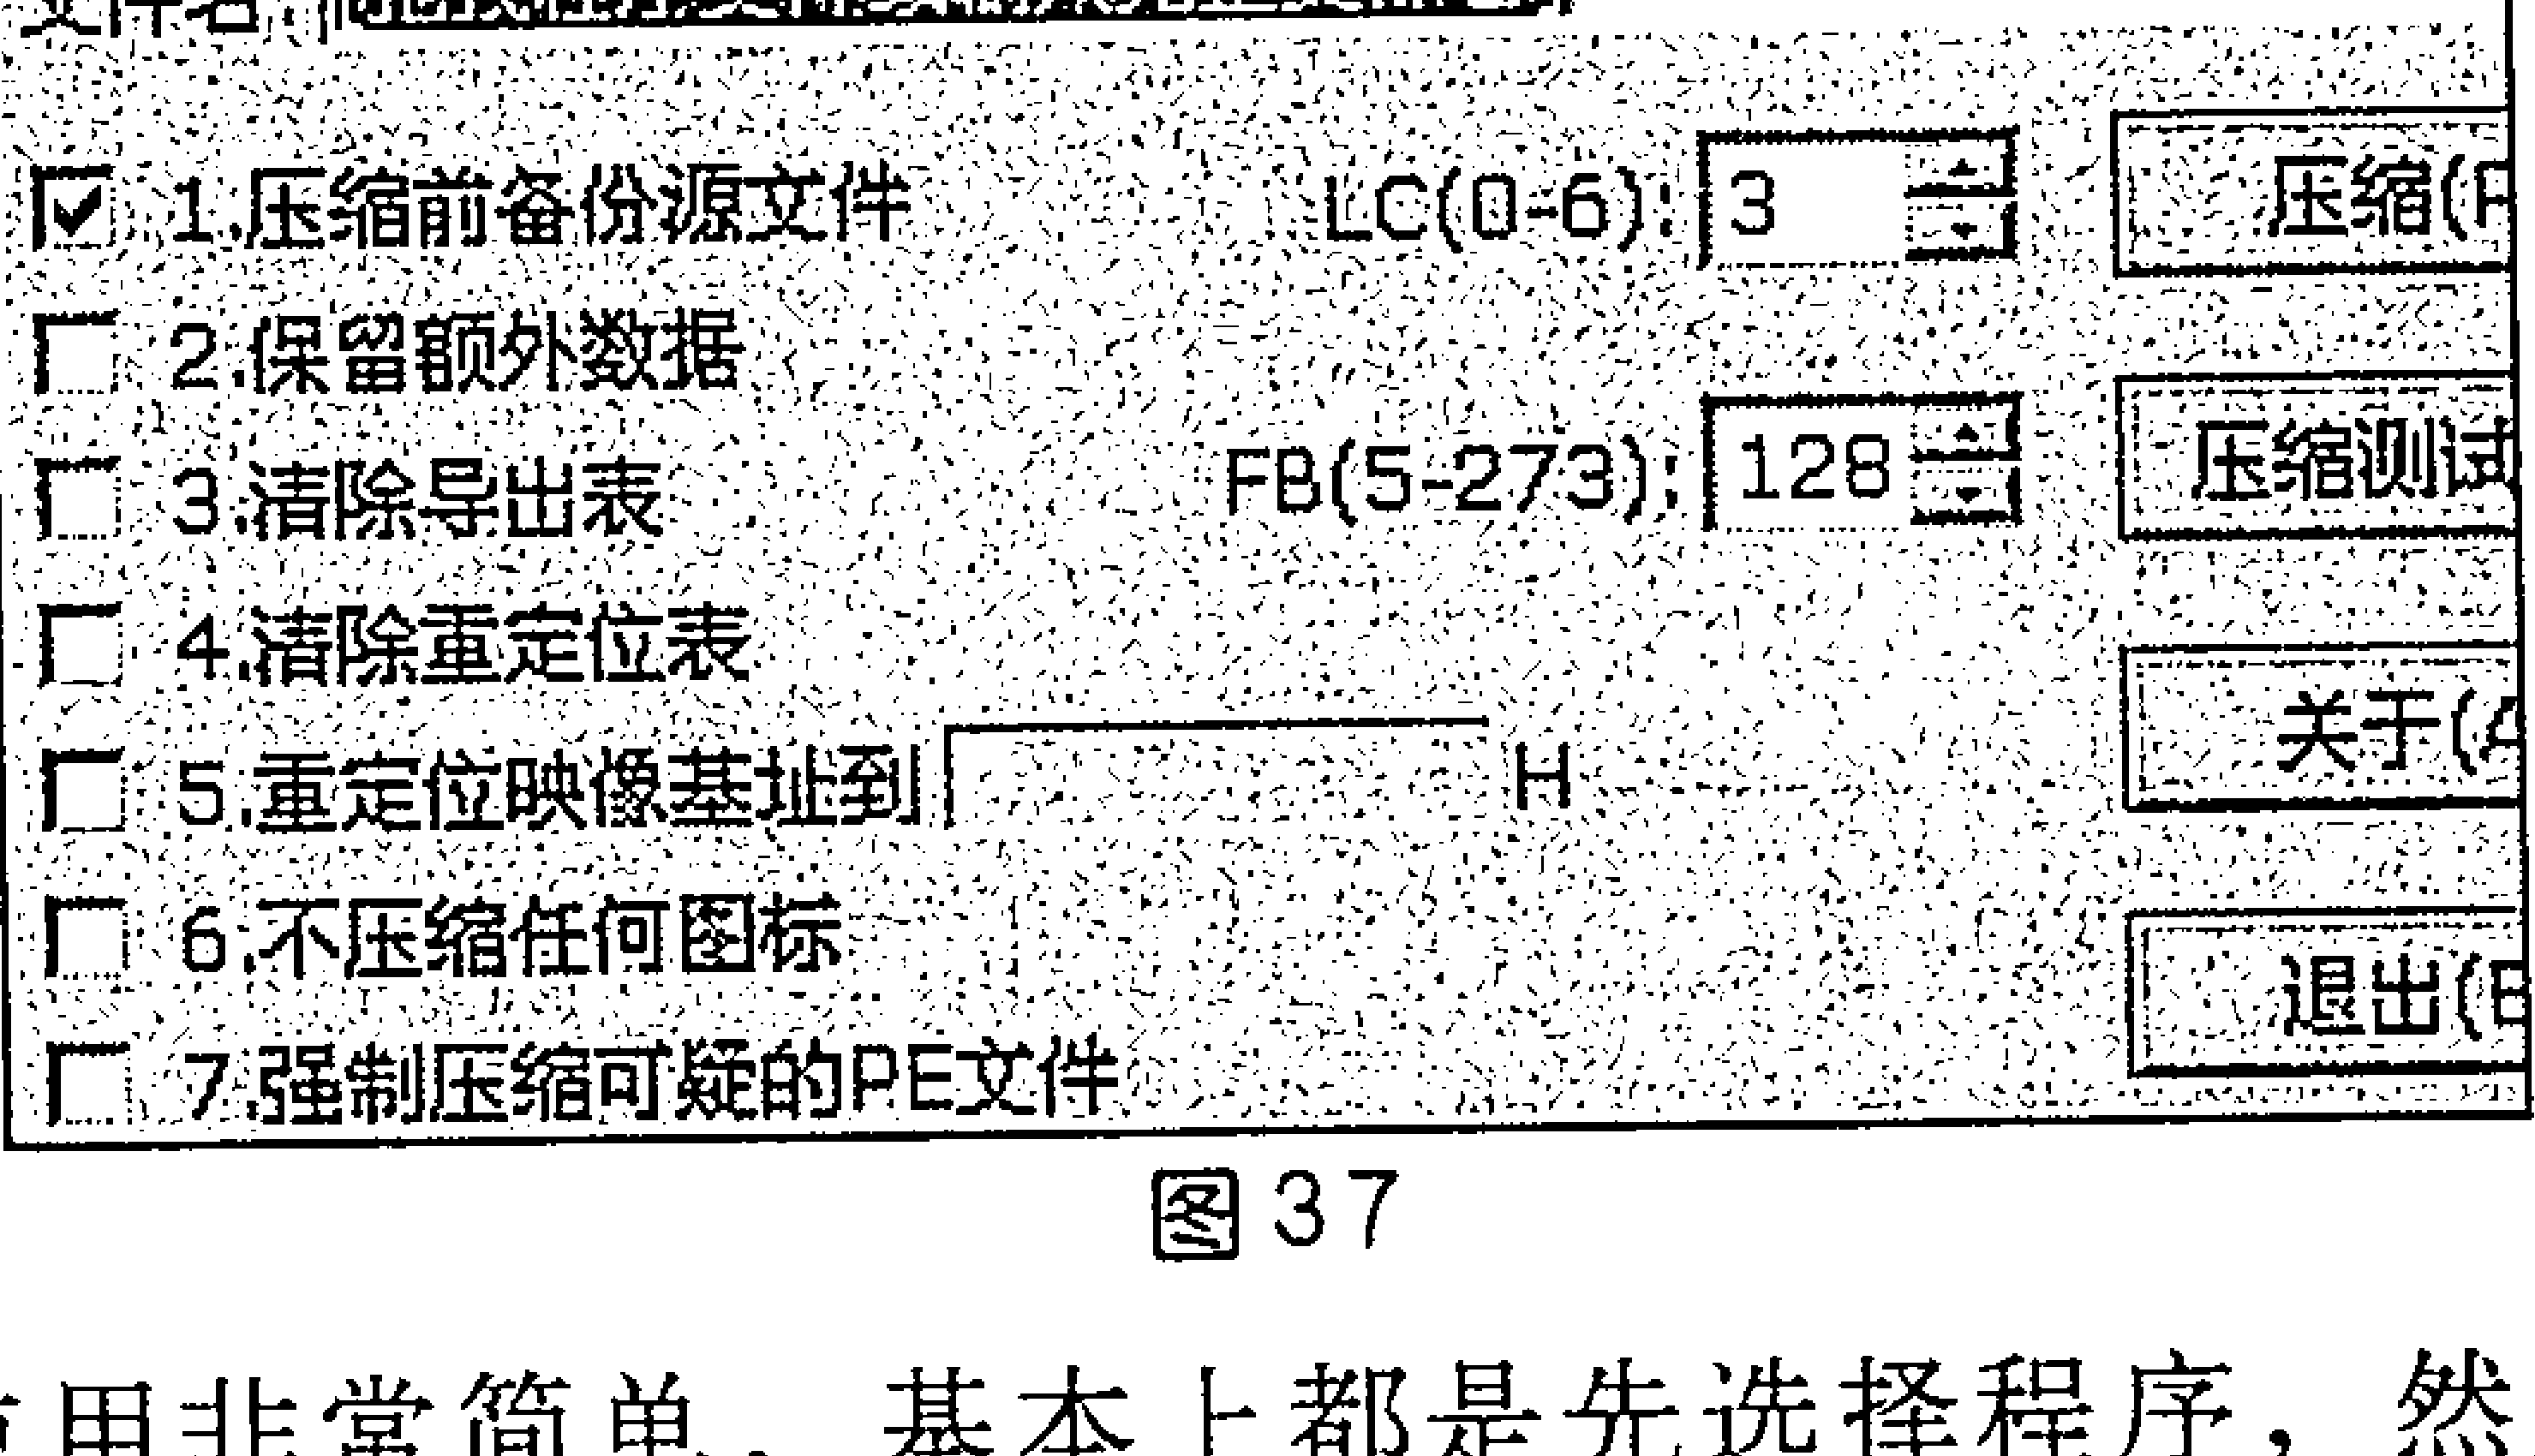 文件名
1.压缩前备份源文件 LC(0-6): 3 压缩(P
2.保留额外数据
3.清除导出表 FB(5-273): 128 压缩测试
4.清除重定位表
关于(A
5.重定位映像基址到 H
6.不压缩任何图标
退出(E
7.强制压缩可疑的PE文件
图37
用非常简单，基本上都是先选择程序，然